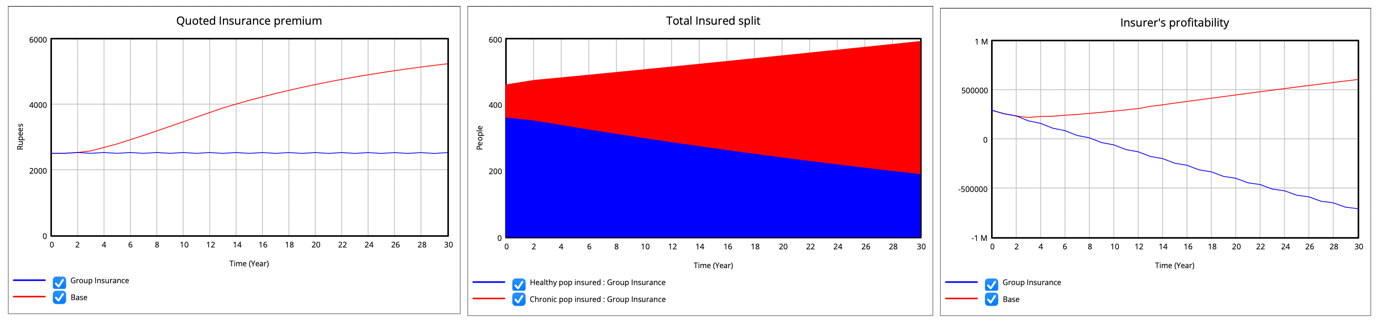 Quoted Insurance premium
6000
4000
2000
0
Rupees
0 2 4 6 8 10 12 14 16 18 20 22 24 26 28 30
Time (Year)
Group Insurance
Base
Total Insured split
600
400
200
0
People
0 2 4 6 8 10 12 14 16 18 20 22 24 26 28 30
Time (Year)
Healthy pop insured : Group Insurance
Chronic pop insured : Group Insurance
Insurer's profitability
1 M
500000
0
-500000
-1 M
0 2 4 6 8 10 12 14 16 18 20 22 24 26 28 30
Time (Year)
Group Insurance
Base